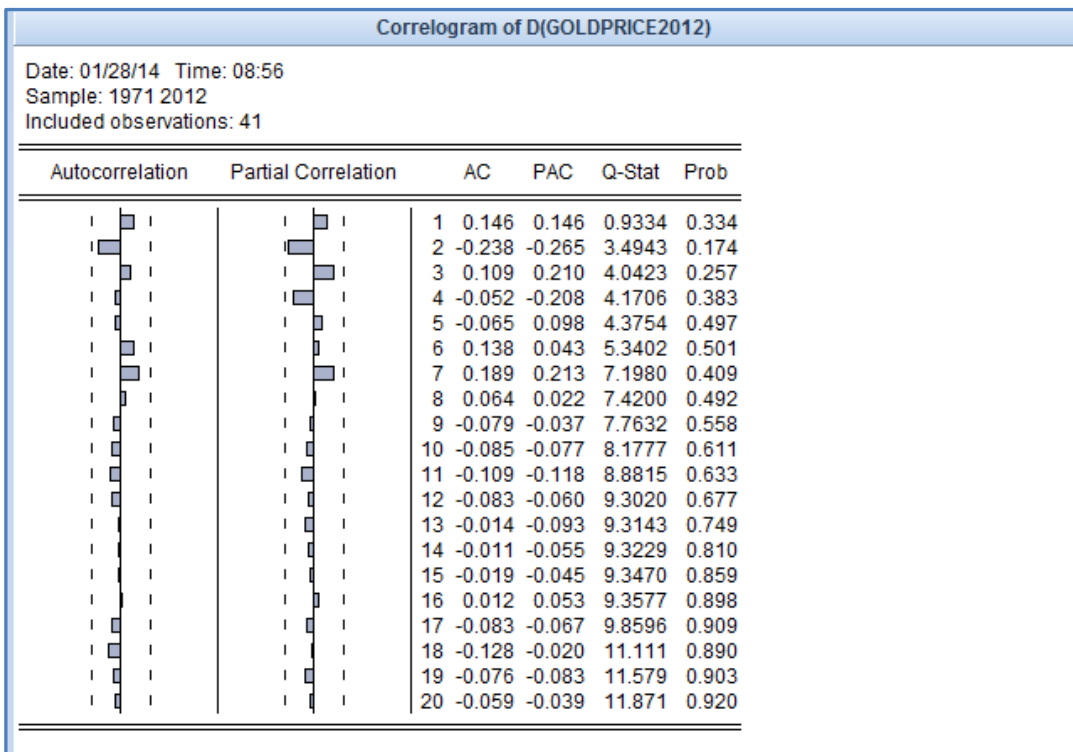 Correlogram of D(GOLDPRICE2012)
Date: 01/28/14 Time: 08:56
Sample: 1971 2012
Included observations: 41
Autocorrelation Partial Correlation AC PAC Q-Stat Prob
1 0.146 0.146 0.9334 0.334
2 -0.238 -0.265 3.4943 0.174
3 0.109 0.210 4.0423 0.257
4 -0.052 -0.208 4.1706 0.383
5 -0.065 0.098 4.3754 0.497
6 0.138 0.043 5.3402 0.501
7 0.189 0.213 7.1980 0.409
8 0.064 0.022 7.4200 0.492
9 -0.079 -0.037 7.7632 0.558
10 -0.085 -0.077 8.1777 0.611
11 -0.109 -0.118 8.8815 0.633
12 -0.083 -0.060 9.3020 0.677
13 -0.014 -0.093 9.3143 0.749
14 -0.011 -0.055 9.3229 0.810
15 -0.019 -0.045 9.3470 0.859
16 0.012 0.053 9.3577 0.898
17 -0.083 -0.067 9.8596 0.909
18 -0.128 -0.020 11.111 0.890
19 -0.076 -0.083 11.579 0.903
20 -0.059 -0.039 11.871 0.920